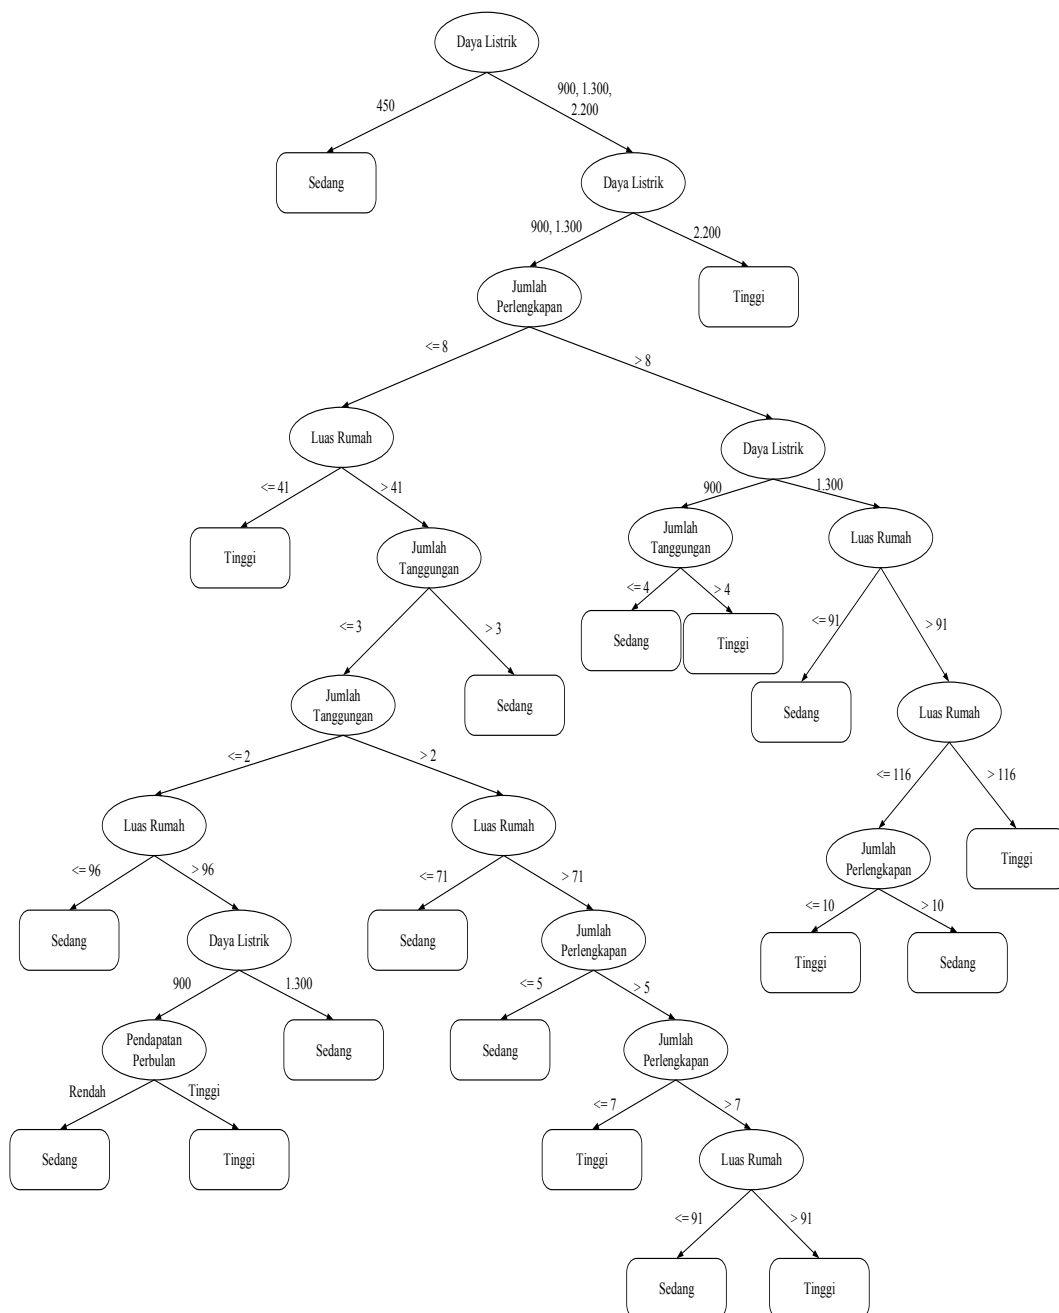 Daya Listrik
450
900, 1.300,
2.200
Sedang
Daya Listrik
900, 1.300
2.200
Jumlah
Perlengkapan
Tinggi
<= 8
> 8
Luas Rumah
Daya Listrik
<= 41
> 41
900
1.300
Tinggi
Jumlah
Tanggungan
Jumlah
Tanggungan
Luas Rumah
<= 3
> 3
<= 4
> 4
<= 91
> 91
Sedang
Tinggi
Jumlah
Tanggungan
Sedang
Sedang
Luas Rumah
<= 2
> 2
<= 116
> 116
Luas Rumah
Luas Rumah
Jumlah
Perlengkapan
Tinggi
<= 96
> 96
<= 71
> 71
<= 10
> 10
Sedang
Daya Listrik
Sedang
Jumlah
Perlengkapan
Tinggi
Sedang
900
1.300
<= 5
> 5
Pendapatan
Perbulan
Sedang
Sedang
Jumlah
Perlengkapan
Rendah
Tinggi
<= 7
> 7
Sedang
Tinggi
Tinggi
Luas Rumah
<= 91
> 91
Sedang
Tinggi